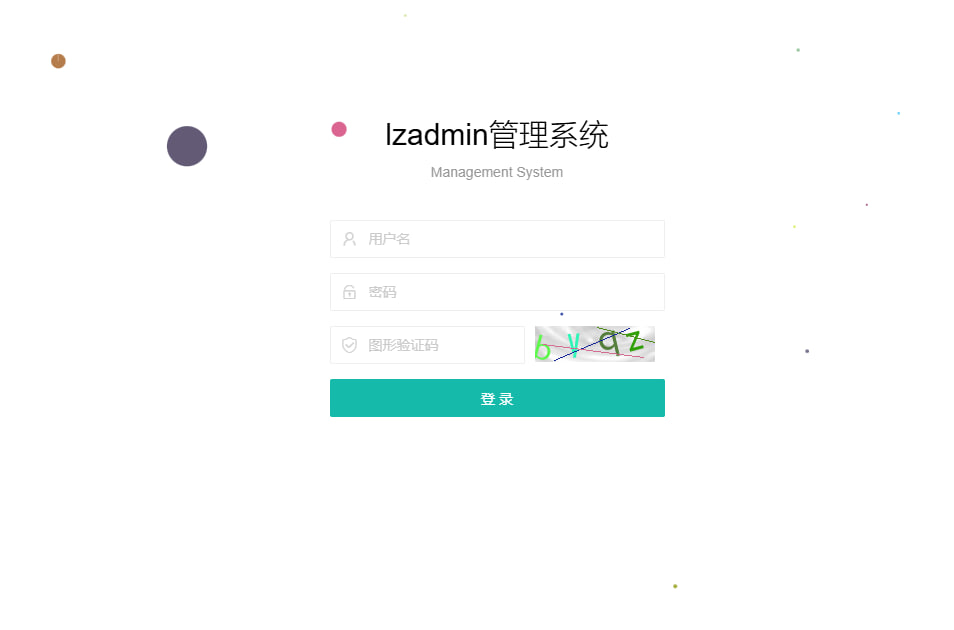 lzadmin管理系统
Management System
用户名
密码
图形验证码
登 录